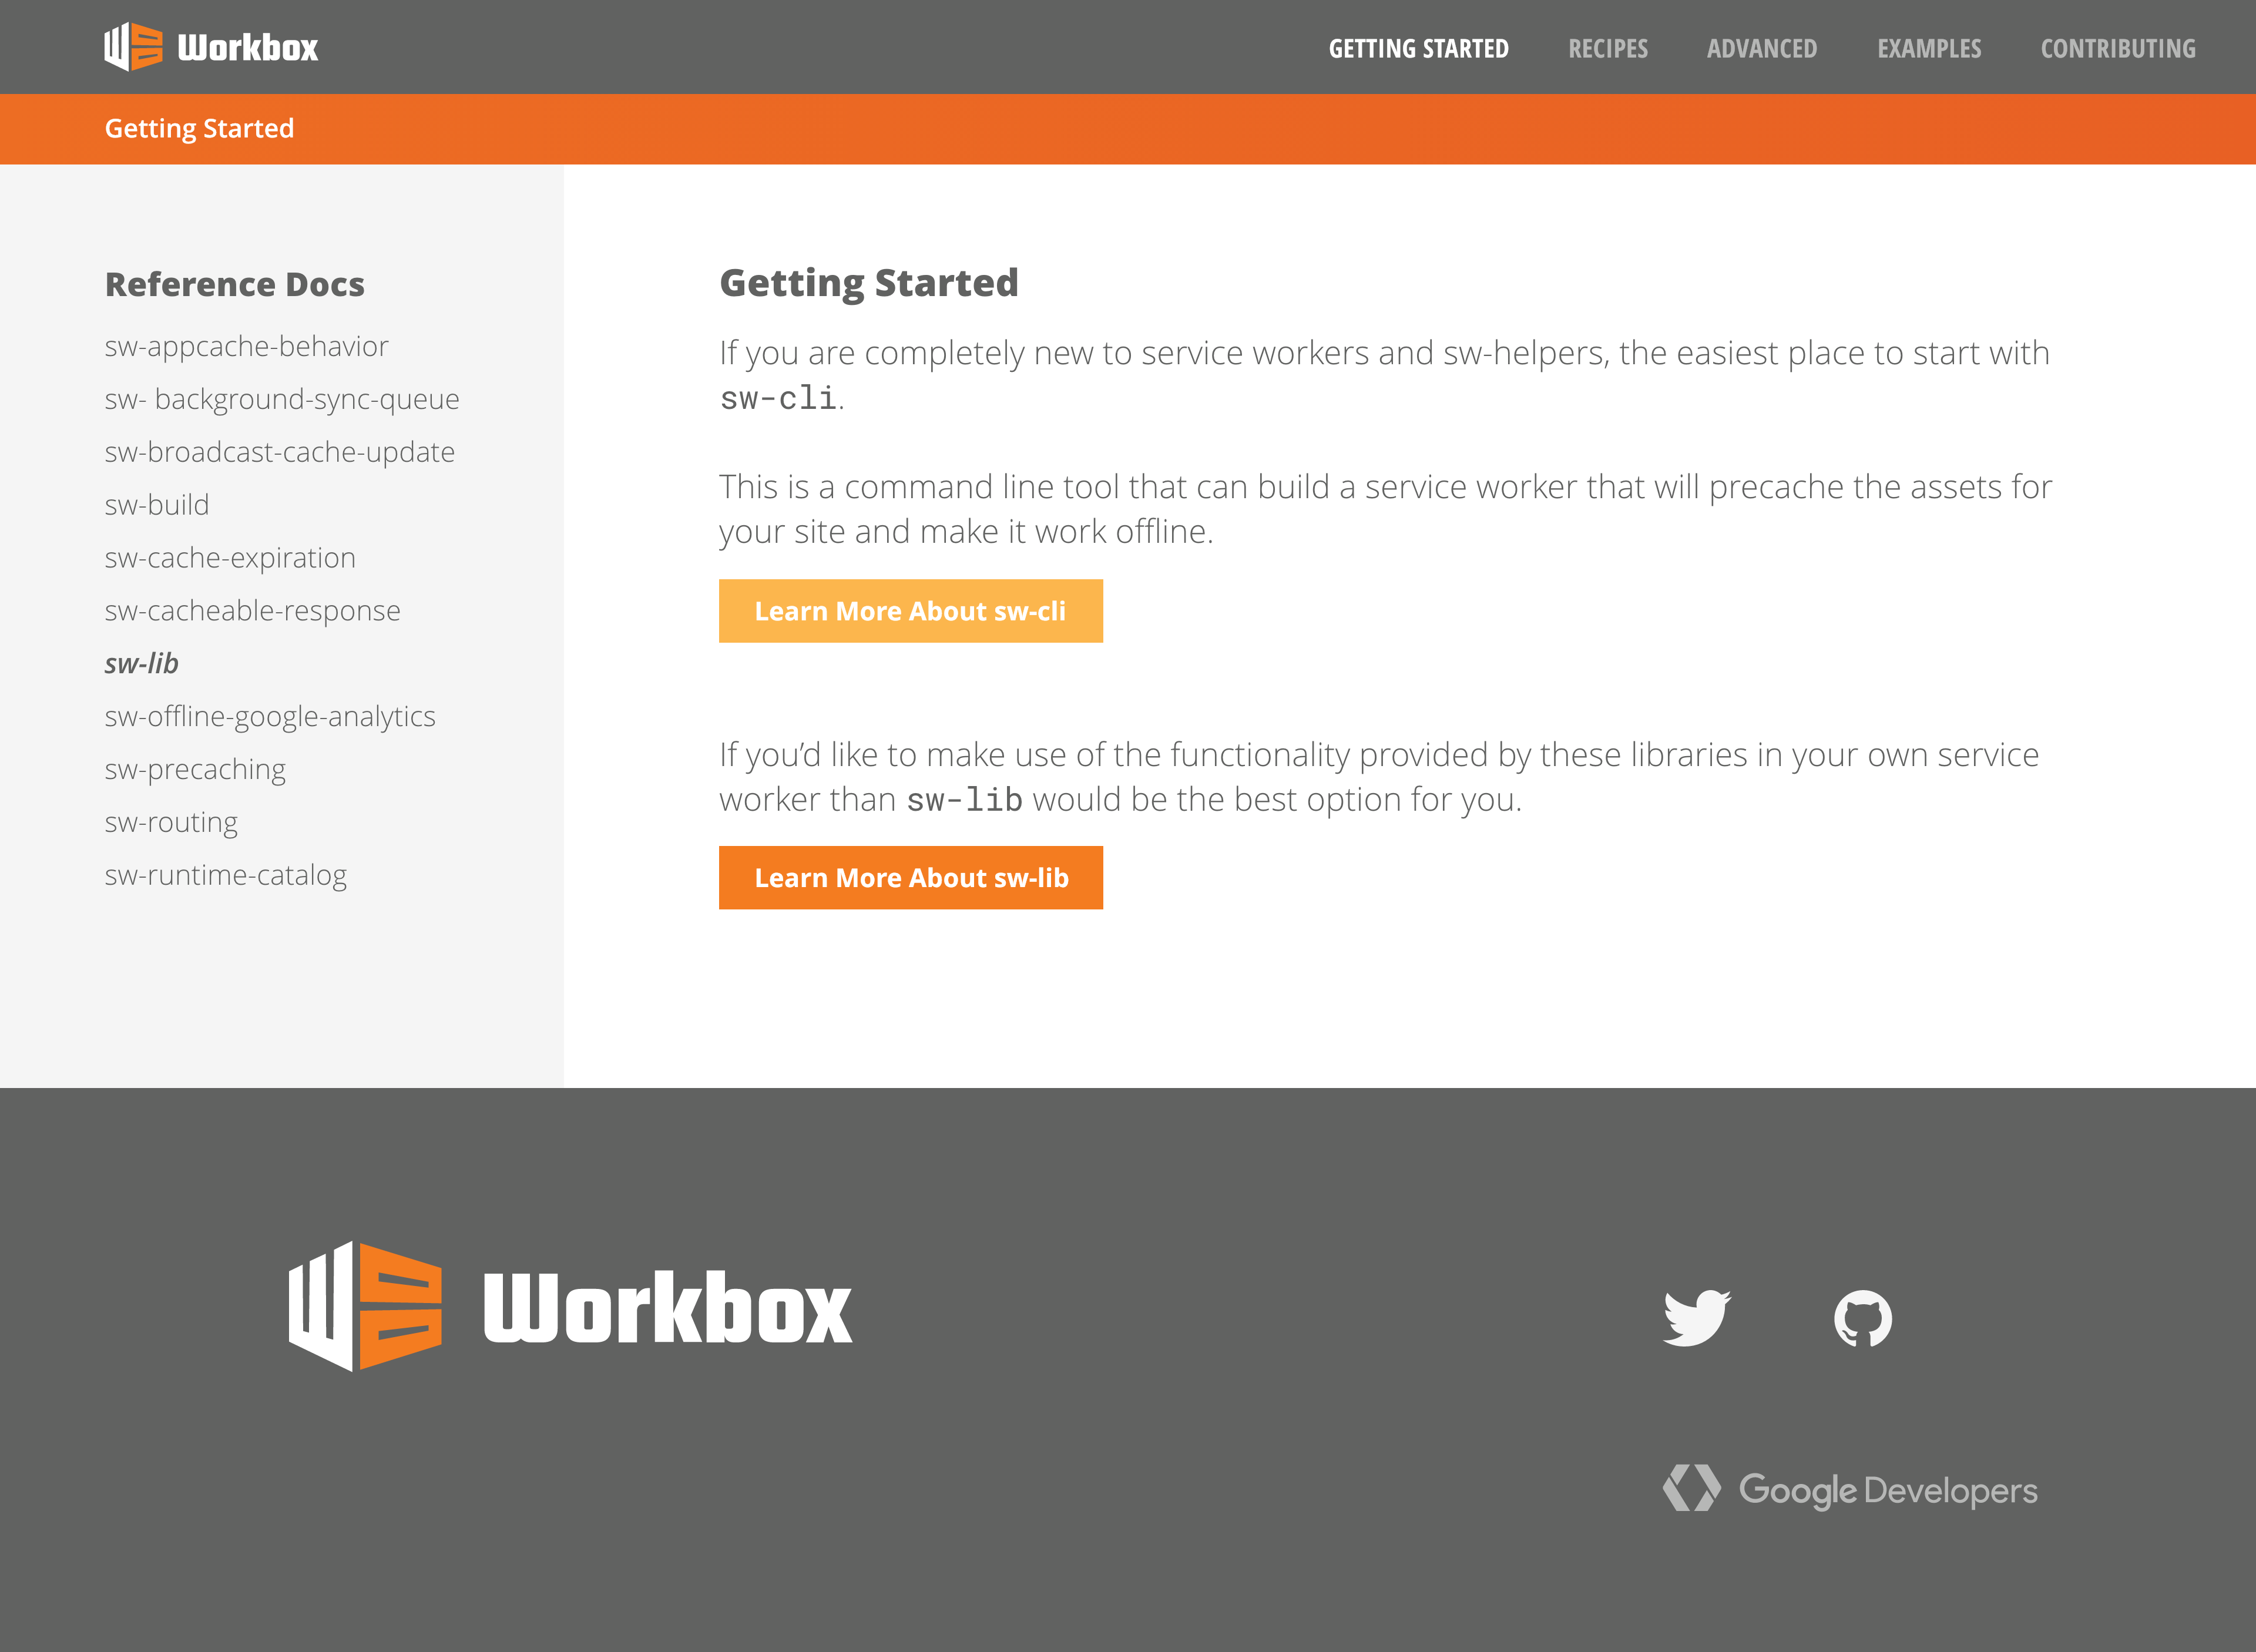 Workbox
GETTING STARTED RECIPES ADVANCED EXAMPLES CONTRIBUTING
Getting Started
Reference Docs
sw-appcache-behavior
sw- background-sync-queue
sw-broadcast-cache-update
sw-build
sw-cache-expiration
sw-cacheable-response
sw-lib
sw-offline-google-analytics
sw-precaching
sw-routing
sw-runtime-catalog
Getting Started
If you are completely new to service workers and sw-helpers, the easiest place to start with
sw-cli.
This is a command line tool that can build a service worker that will precache the assets for
your site and make it work offline.
Learn More About sw-cli
If you’d like to make use of the functionality provided by these libraries in your own service
worker than sw-lib would be the best option for you.
Learn More About sw-lib
Workbox
Google Developers